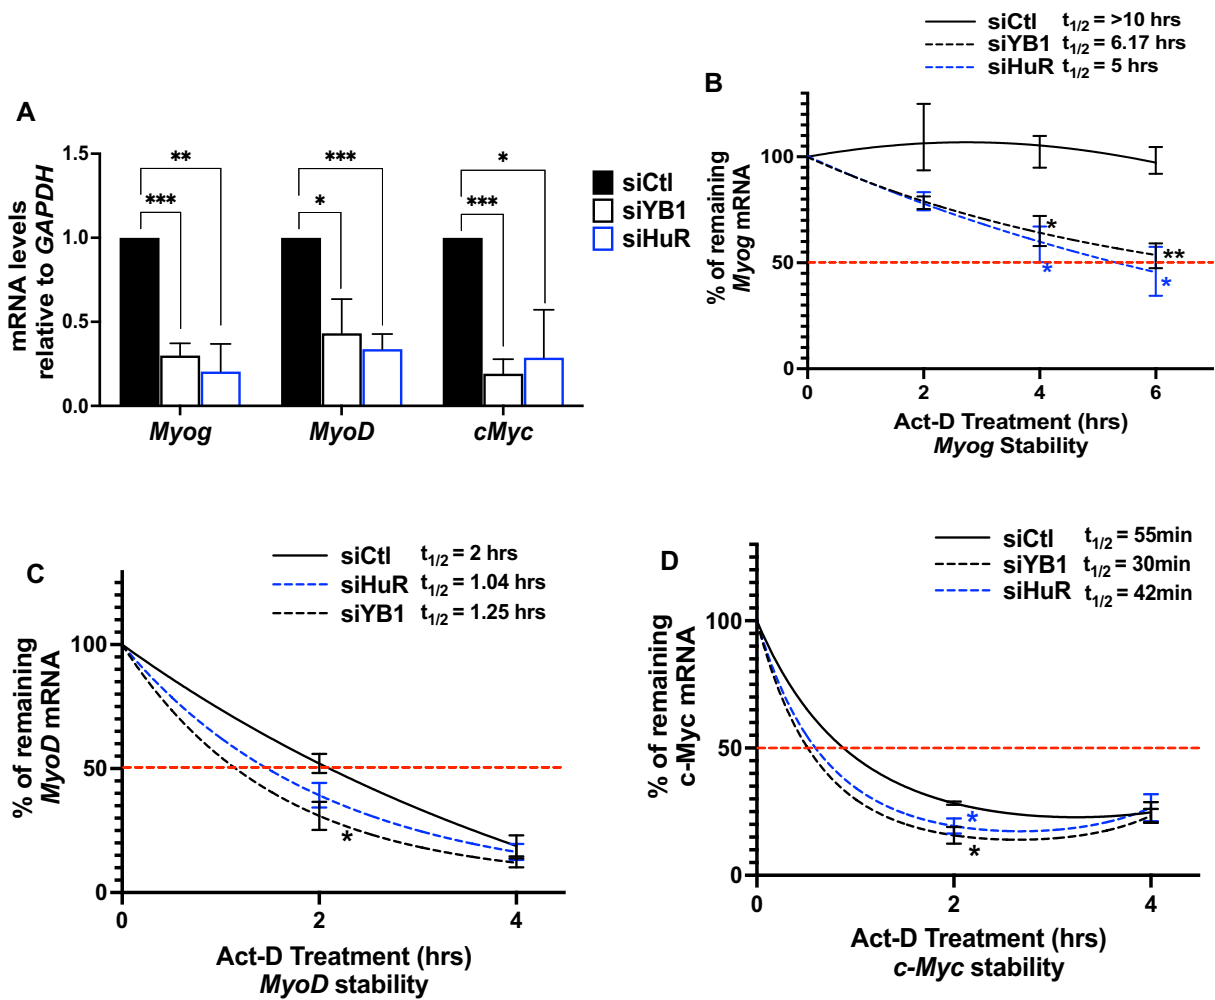 A
mRNA levels
relative to GAPDH
1.5
1.0
0.5
0.0
** *** *
*** * ***
Myog MyoD cMyc
siCtl
siYB1
siHuR
B
siCtl t1/2 = >10 hrs
siYB1 t1/2 = 6.17 hrs
siHuR t1/2 = 5 hrs
% of remaining
Myog mRNA
100
50
0
* **
* *
0 2 4 6
Act-D Treatment (hrs)
Myog Stability
C
siCtl t1/2 = 2 hrs
siHuR t1/2 = 1.04 hrs
siYB1 t1/2 = 1.25 hrs
% of remaining
MyoD mRNA
100
50
0
*
0 2 4
Act-D Treatment (hrs)
MyoD stability
D
siCtl t1/2 = 55min
siYB1 t1/2 = 30min
siHuR t1/2 = 42min
% of remaining
c-Myc mRNA
100
50
0
*
*
0 2 4
Act-D Treatment (hrs)
c-Myc stability